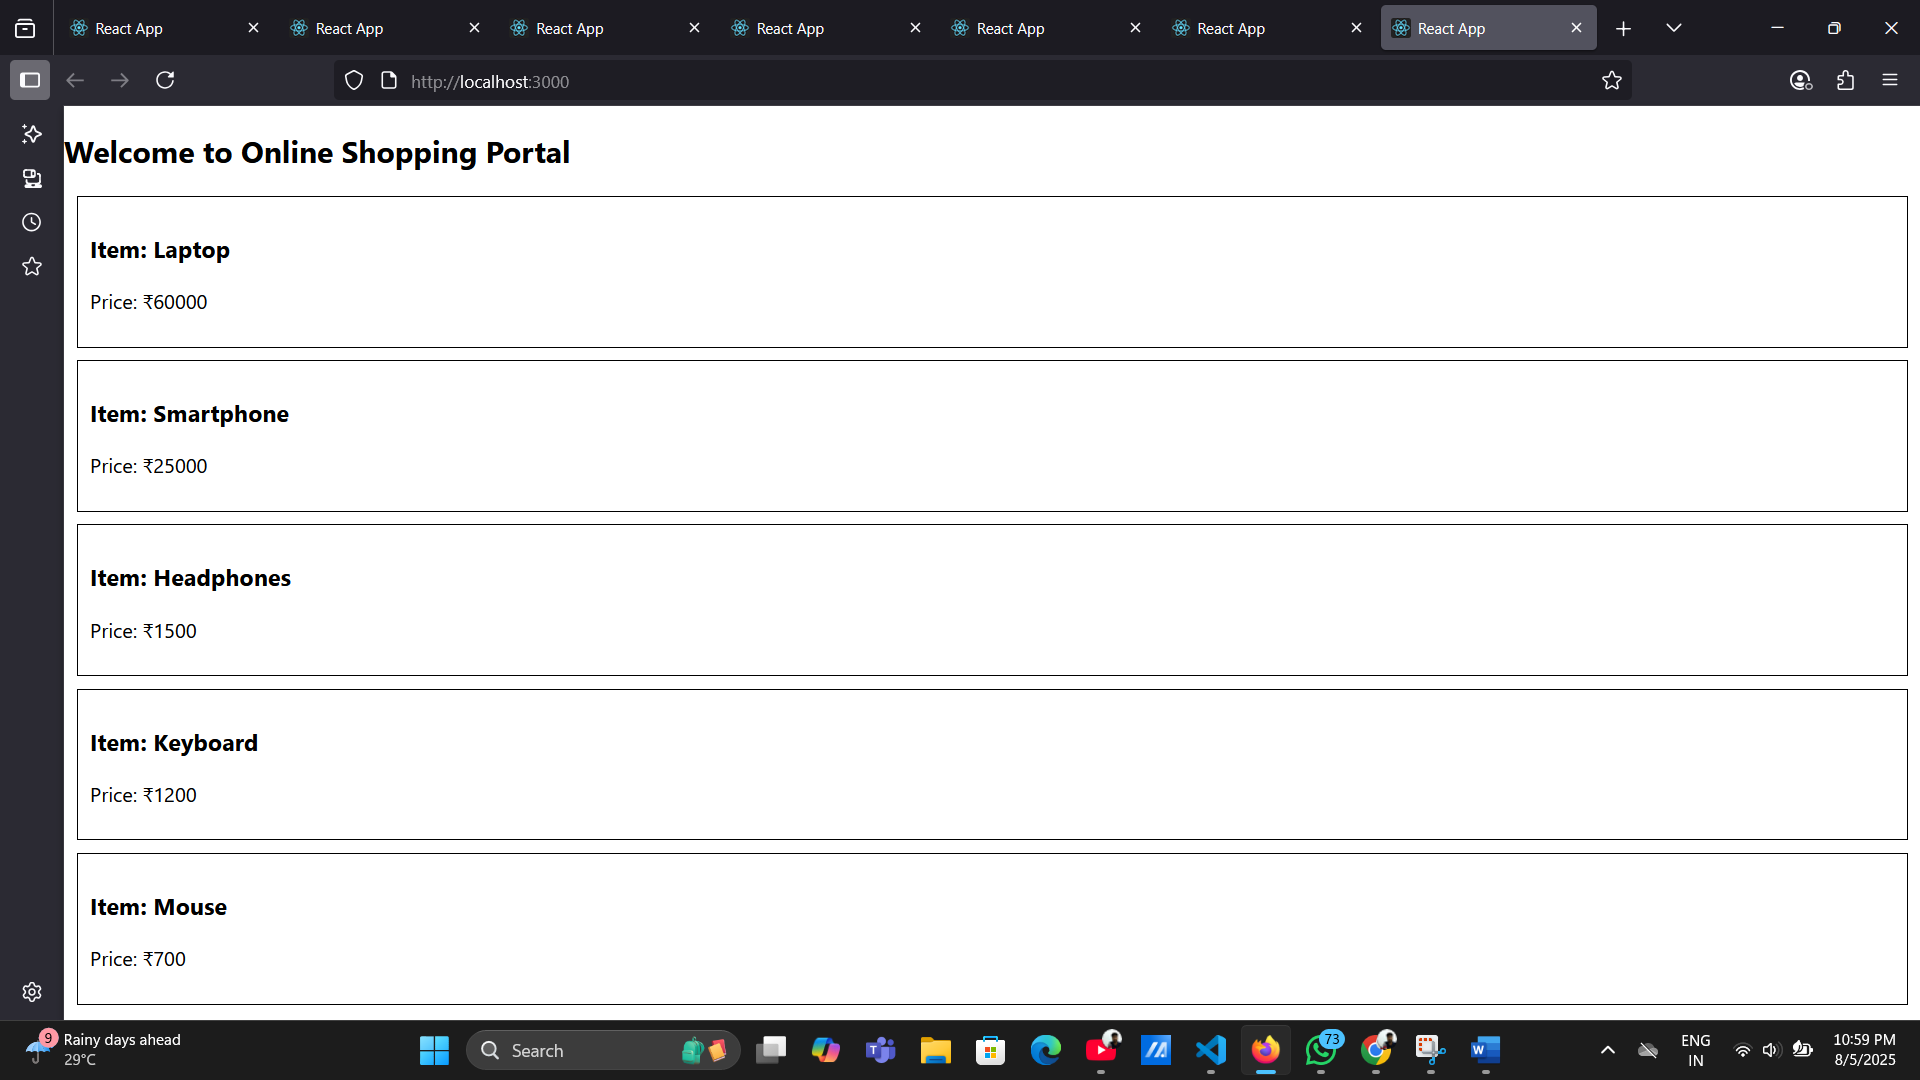 React App
React App
React App
React App
React App
React App
React App
http://localhost:3000
Welcome to Online Shopping Portal
Item: Laptop
Price: ₹60000
Item: Smartphone
Price: ₹25000
Item: Headphones
Price: ₹1500
Item: Keyboard
Price: ₹1200
Item: Mouse
Price: ₹700
9
Rainy days ahead
29°C
Search
73
ENG
IN
10:59 PM
8/5/2025